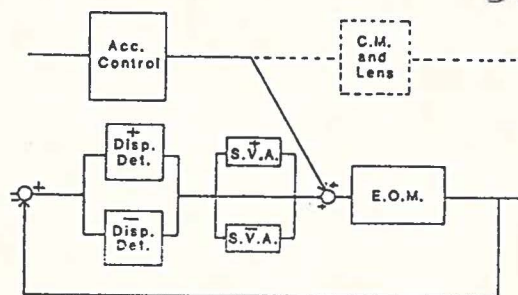 Acc.
Control
C.M.
and
Lens
+
Disp.
Det.
+
S.V.A.
+
+
+
E.O.M.
−
Disp.
Det.
−
S.V.A.